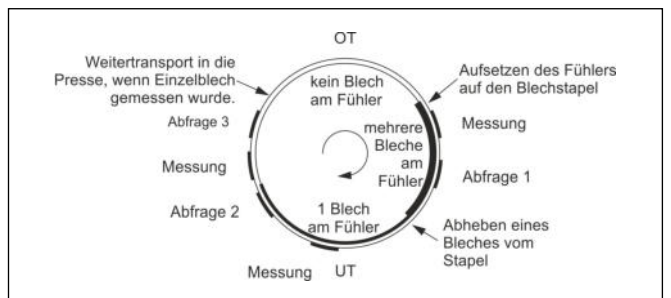 OT
Weitertransport in die
Presse, wenn Einzelblech
gemessen wurde.
kein Blech
am Fühler
Aufsetzen des Fühlers
auf den Blechstapel
Abfrage 3
mehrere
Bleche
am
Fühler
Messung
Messung
Abfrage 1
Abfrage 2
1 Blech
am Fühler
Abheben eines
Bleches vom
Stapel
Messung
UT